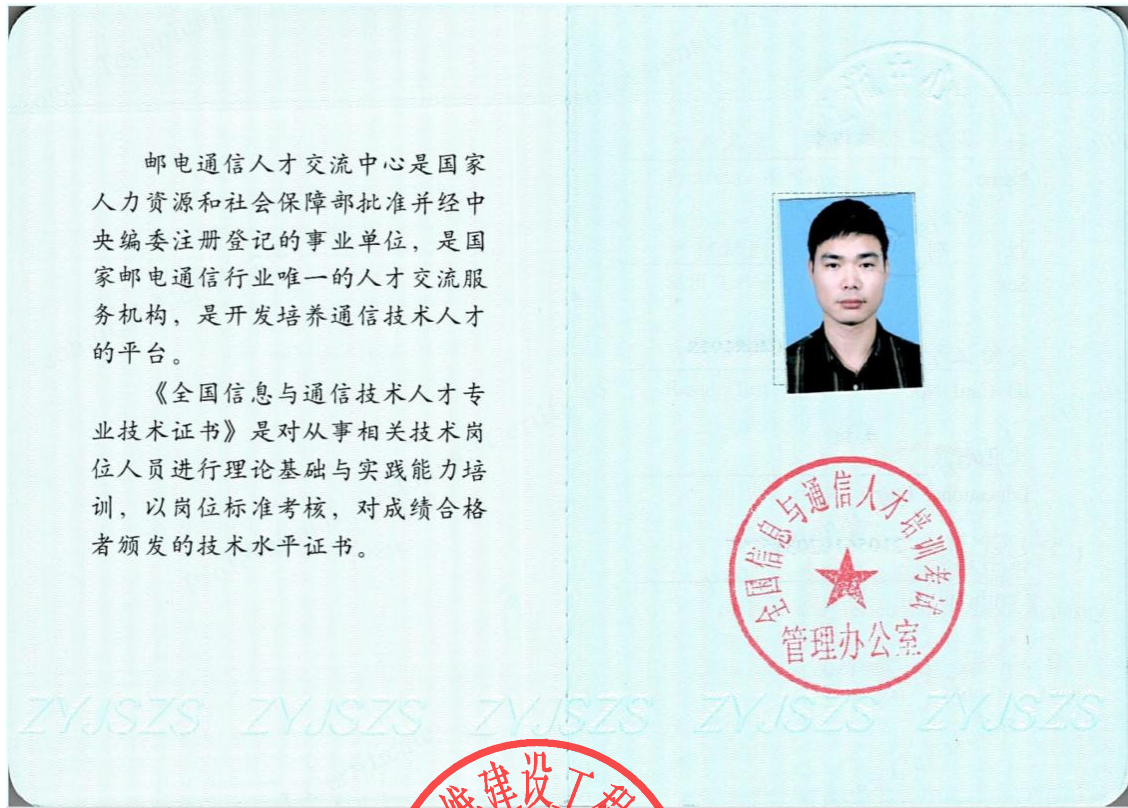 邮电通信人才交流中心是国家
人力资源和社会保障部批准并经中
央编委注册登记的事业单位，是国
家邮电通信行业唯一的人才交流服
务机构，是开发培养通信技术人才
的平台。
《全国信息与通信技术人才专
业技术证书》是对从事相关技术岗
位人员进行理论基础与实践能力培
训，以岗位标准考核，对成绩合格
者颁发的技术水平证书。
全国信息与通信人才培训考试
管理办公室
ZYJSZS ZYJSZS ZYJSZS ZYJSZS ZYJSZS
维建设工程